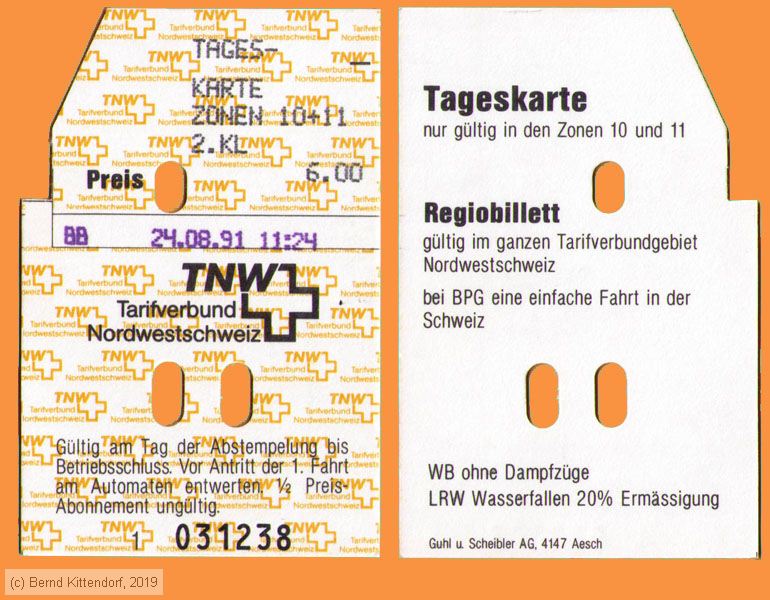 TAGES-
KARTE
ZONEN 10+11
2.KL
Preis 6.00
BB 24.08.91 11:24
TNW
Tarifverbund
Nordwestschweiz
Gültig am Tag der Abstempelung bis
Betriebsschluss. Vor Antritt der 1. Fahrt
am Automaten entwerten. ½ Preis-
Abonnement ungültig.
1 031238
Tageskarte
nur gültig in den Zonen 10 und 11
Regiobillett
gültig im ganzen Tarifverbundgebiet
Nordwestschweiz
bei BPG eine einfache Fahrt in der
Schweiz
WB ohne Dampfzüge
LRW Wasserfallen 20% Ermässigung
Guhl u. Scheibler AG, 4147 Aesch
(c) Bernd Kittendorf, 2019